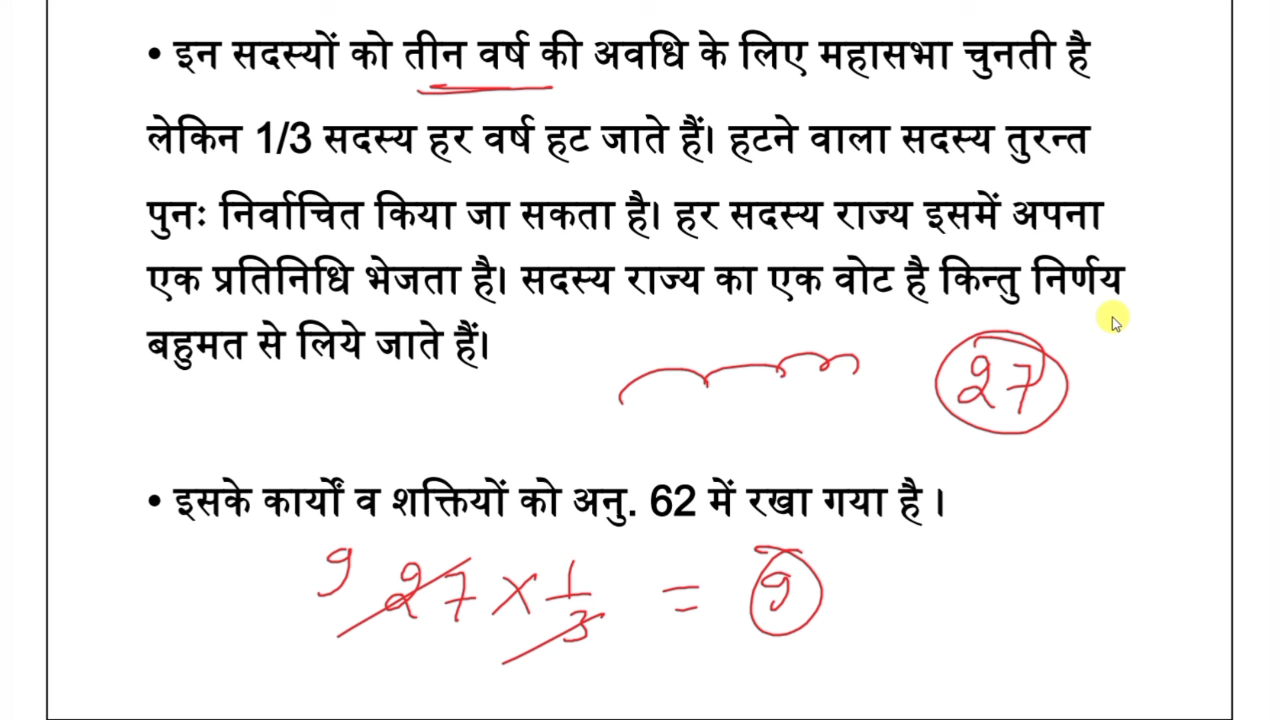 • इन सदस्यों को तीन वर्ष की अवधि के लिए महासभा चुनती है
लेकिन 1/3 सदस्य हर वर्ष हट जाते हैं। हटने वाला सदस्य तुरन्त
पुनः निर्वाचित किया जा सकता है। हर सदस्य राज्य इसमें अपना
एक प्रतिनिधि भेजता है। सदस्य राज्य का एक वोट है किन्तु निर्णय
बहुमत से लिये जाते हैं।
27
• इसके कार्यों व शक्तियों को अनु. 62 में रखा गया है ।
9 27 × 1/3 = 9